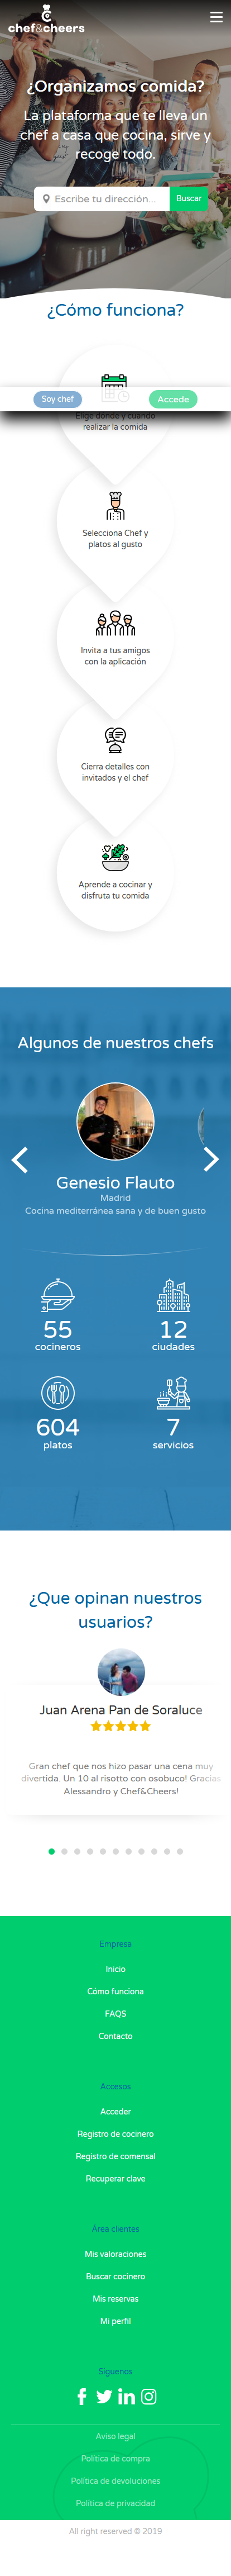 chef&cheers
¿Organizamos comida?
La plataforma que te lleva un
chef a casa que cocina, sirve y
recoge todo.
Escribe tu dirección...
Buscar
¿Cómo funciona?
Soy chef
Accede
Elige dónde y cuándo
realizar la comida
Selecciona Chef y
platos al gusto
Invita a tus amigos
con la aplicación
Cierra detalles con
invitados y el chef
Aprende a cocinar y
disfruta tu comida
Algunos de nuestros chefs
Genesio Flauto
Madrid
Cocina mediterránea sana y de buen gusto
55
cocineros
12
ciudades
604
platos
7
servicios
¿Que opinan nuestros
usuarios?
Juan Arena Pan de Soraluce
Gran chef que nos hizo pasar una cena muy
divertida. Un 10 al risotto con osobuco! Gracias
Alessandro y Chef&Cheers!
Empresa
Inicio
Cómo funciona
FAQS
Contacto
Accesos
Acceder
Registro de cocinero
Registro de comensal
Recuperar clave
Área clientes
Mis valoraciones
Buscar cocinero
Mis reservas
Mi perfil
Síguenos
Aviso legal
Política de compra
Política de devoluciones
Política de privacidad
All right reserved © 2019